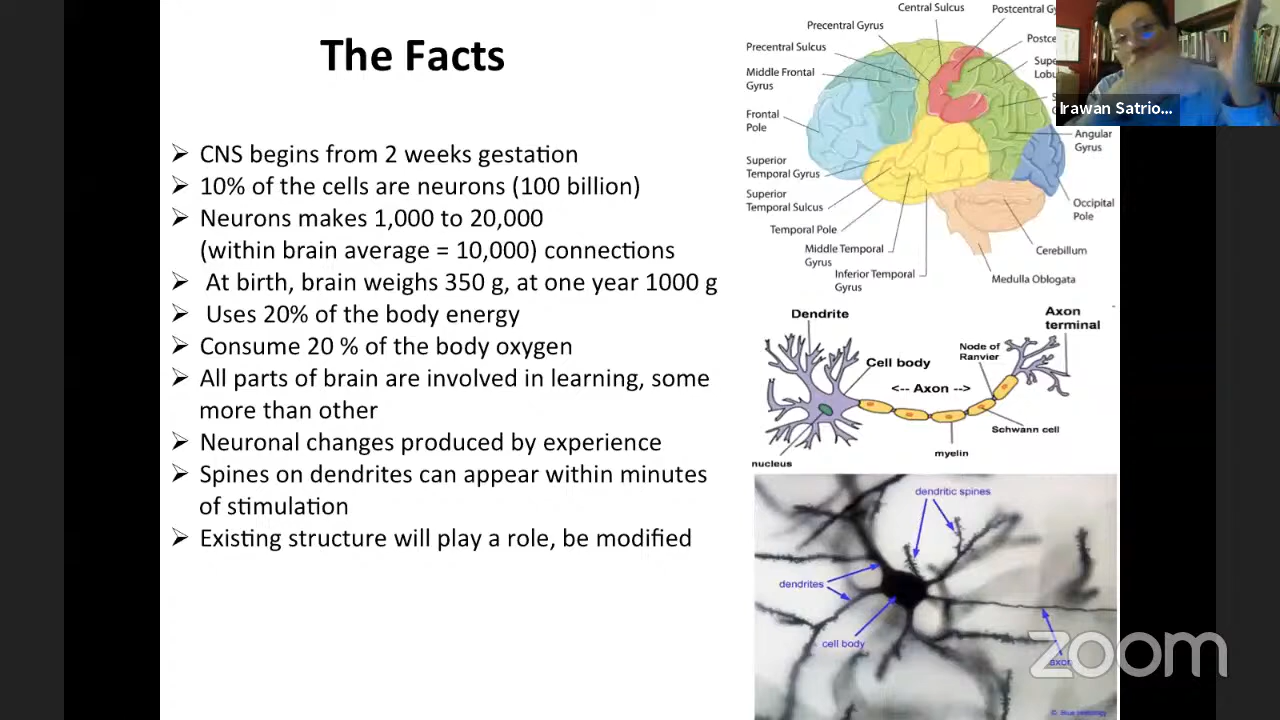 The Facts
➢ CNS begins from 2 weeks gestation
➢ 10% of the cells are neurons (100 billion)
➢ Neurons makes 1,000 to 20,000
(within brain average = 10,000) connections
➢ At birth, brain weighs 350 g, at one year 1000 g
➢ Uses 20% of the body energy
➢ Consume 20 % of the body oxygen
➢ All parts of brain are involved in learning, some
more than other
➢ Neuronal changes produced by experience
➢ Spines on dendrites can appear within minutes
of stimulation
➢ Existing structure will play a role, be modified
Central Sulcus
Postcentral Gy
Precentral Gyrus
Precentral Sulcus
Postce
Middle Frontal
Gyrus
Supe
Lobu
Frontal
Pole
Angular
Gyrus
Superior
Temporal Gyrus
Superior
Temporal Sulcus
Occipital
Pole
Temporal Pole
Middle Temporal
Gyrus
Cerebillum
Inferior Temporal
Gyrus
Medulla Oblogata
Irawan Satrio...
Dendrite
Axon
terminal
Node of
Ranvier
Cell body
<-- Axon -->
Schwann cell
myelin
nucleus
dendritic spines
dendrites
cell body
axon
zoom
© Blue Histology